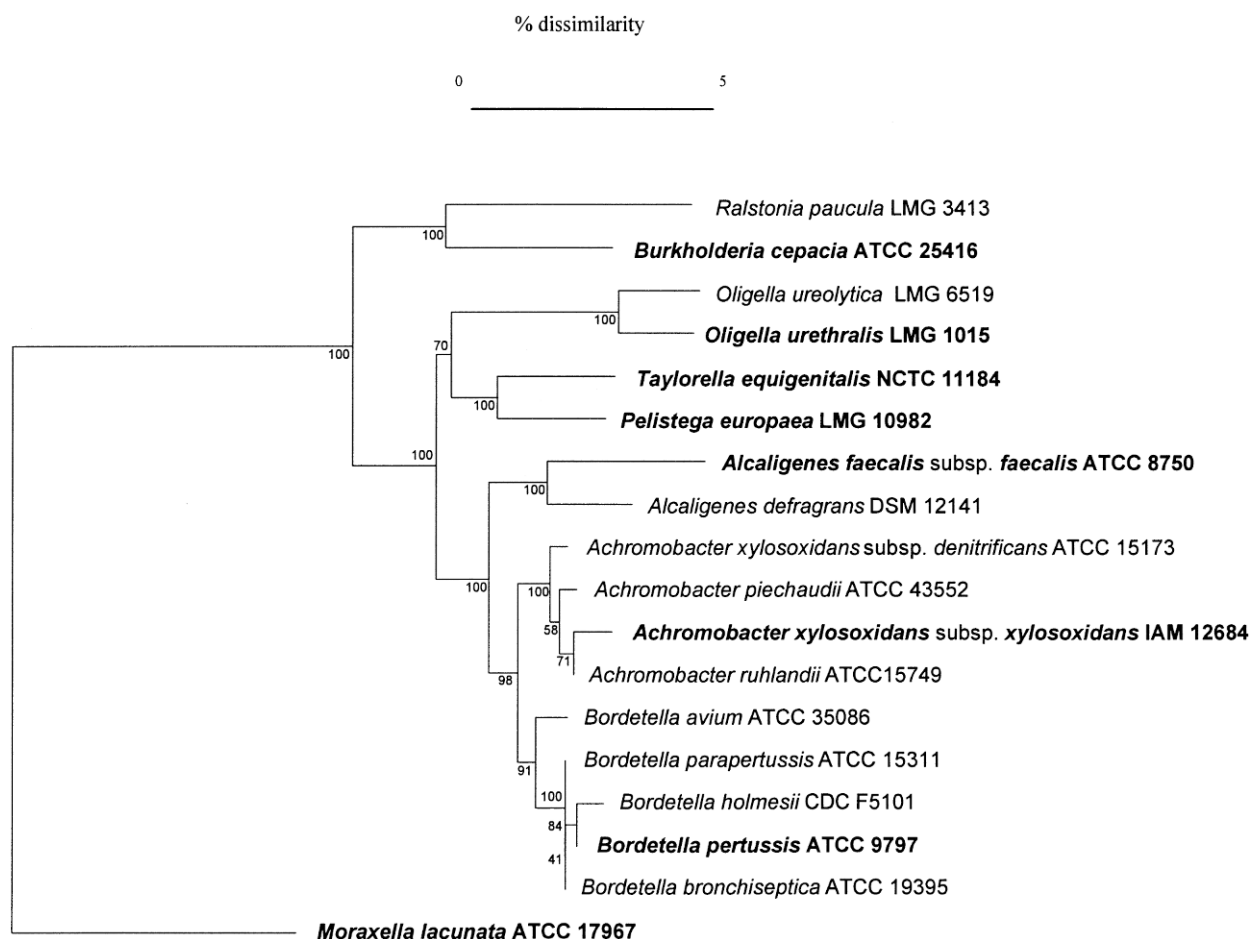 % dissimilarity
0 5
Ralstonia paucula LMG 3413
100
Burkholderia cepacia ATCC 25416
Oligella ureolytica LMG 6519
100
Oligella urethralis LMG 1015
100
70
Taylorella equigenitalis NCTC 11184
100
Pelistega europaea LMG 10982
100
Alcaligenes faecalis subsp. faecalis ATCC 8750
100
Alcaligenes defragrans DSM 12141
Achromobacter xylosoxidans subsp. denitrificans ATCC 15173
100
100
Achromobacter piechaudii ATCC 43552
58
Achromobacter xylosoxidans subsp. xylosoxidans IAM 12684
71
Achromobacter ruhlandii ATCC15749
98
Bordetella avium ATCC 35086
Bordetella parapertussis ATCC 15311
91
100
Bordetella holmesii CDC F5101
84
Bordetella pertussis ATCC 9797
41
Bordetella bronchiseptica ATCC 19395
Moraxella lacunata ATCC 17967